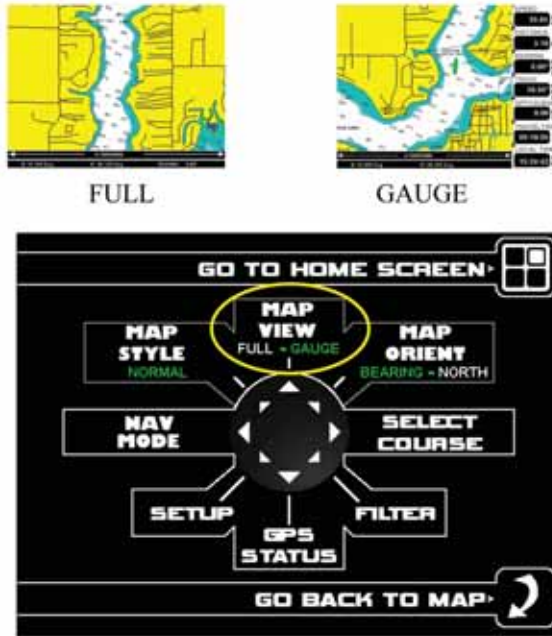 FULL
GAUGE
GO TO HOME SCREEN
MAP VIEW
FULL - GAUGE
MAP STYLE
NORMAL
MAP ORIENT
BEARING - NORTH
NAV MODE
SELECT COURSE
SETUP
FILTER
GPS STATUS
GO BACK TO MAP